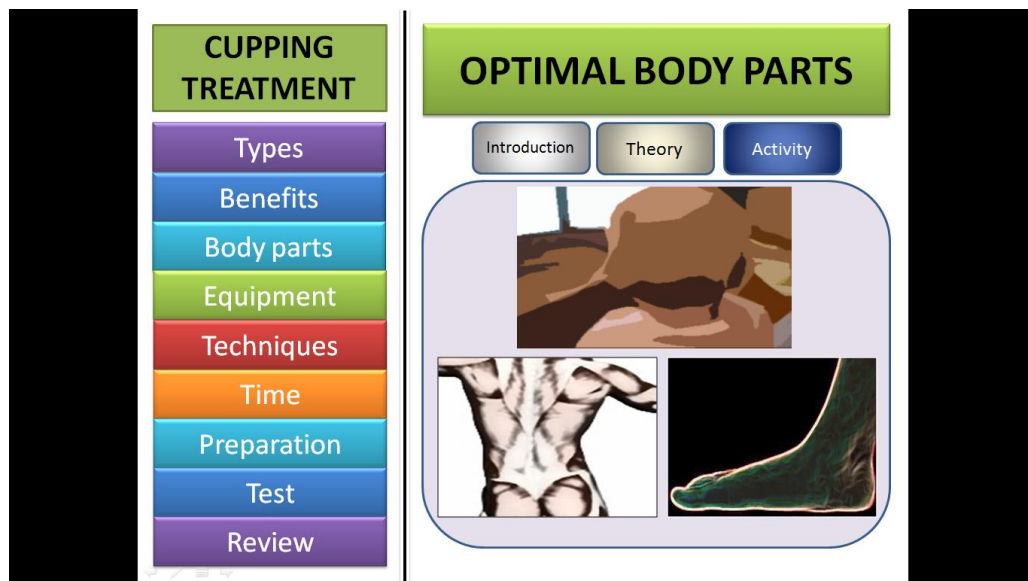 CUPPING
TREATMENT
Types
Benefits
Body parts
Equipment
Techniques
Time
Preparation
Test
Review
OPTIMAL BODY PARTS
Introduction
Theory
Activity